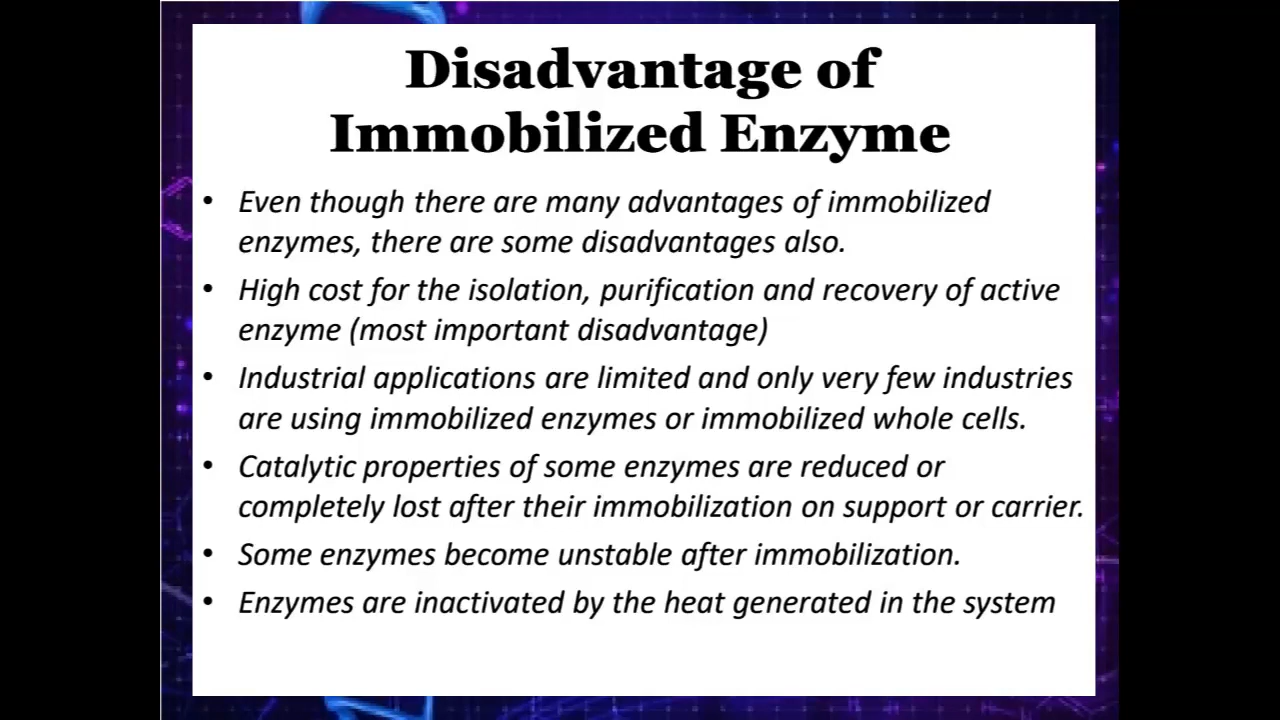 Disadvantage of
Immobilized Enzyme
• Even though there are many advantages of immobilized
enzymes, there are some disadvantages also.
• High cost for the isolation, purification and recovery of active
enzyme (most important disadvantage)
• Industrial applications are limited and only very few industries
are using immobilized enzymes or immobilized whole cells.
• Catalytic properties of some enzymes are reduced or
completely lost after their immobilization on support or carrier.
• Some enzymes become unstable after immobilization.
• Enzymes are inactivated by the heat generated in the system